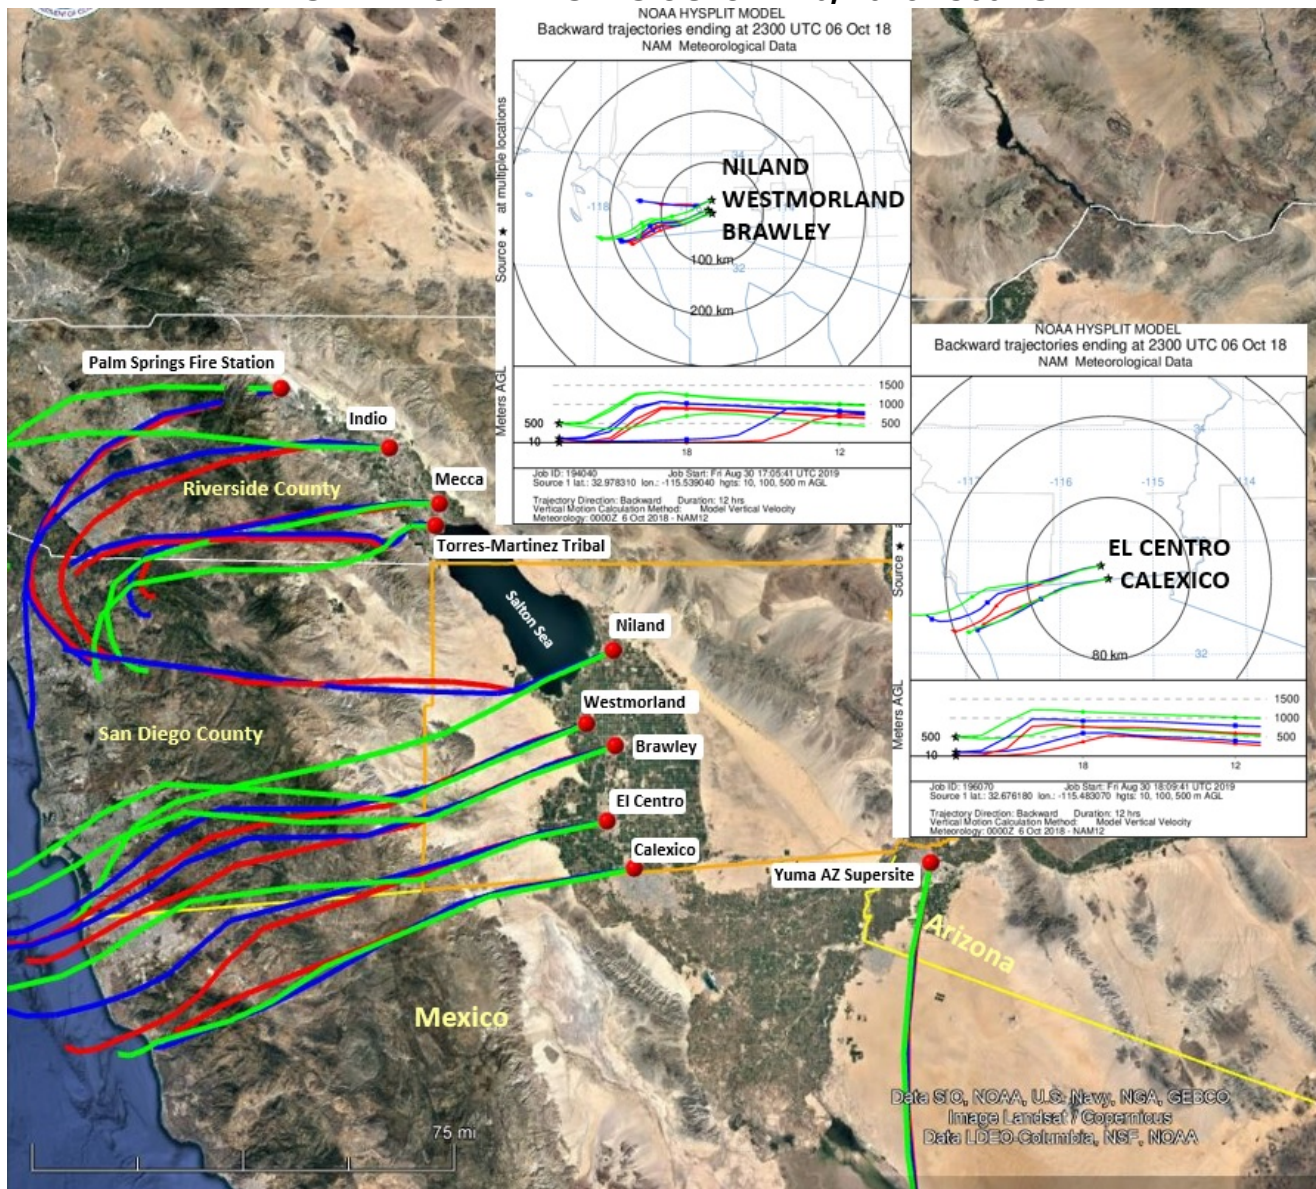 NOAA HYSPLIT MODEL
Backward trajectories ending at 2300 UTC 06 Oct 18
NAM Meteorological Data
Source ★ at multiple locations
34
-118
NILAND
WESTMORLAND
BRAWLEY
100 km
32
200 km
Meters AGL
1500
1000
500
500
10
18
12
Job ID: 194040 Job Start: Fri Aug 30 17:05:41 UTC 2019
Source 1 lat.: 32.978310 lon.: -115.539040 hgts: 10, 100, 500 m AGL
Trajectory Direction: Backward Duration: 12 hrs
Vertical Motion Calculation Method: Model Vertical Velocity
Meteorology: 0000Z 6 Oct 2018 - NAM12
NOAA HYSPLIT MODEL
Backward trajectories ending at 2300 UTC 06 Oct 18
NAM Meteorological Data
-117
-116
-115
-114
Source ★
EL CENTRO
CALEXICO
80 km
32
Meters AGL
1500
1000
500
500
10
18
12
Job ID: 196070 Job Start: Fri Aug 30 18:09:41 UTC 2019
Source 1 lat.: 32.676180 lon.: -115.483070 hgts: 10, 100, 500 m AGL
Trajectory Direction: Backward Duration: 12 hrs
Vertical Motion Calculation Method: Model Vertical Velocity
Meteorology: 0000Z 6 Oct 2018 - NAM12
Palm Springs Fire Station
Indio
Riverside County
Mecca
Torres-Martinez Tribal
Salton Sea
Niland
Westmorland
San Diego County
Brawley
El Centro
Calexico
Yuma AZ Supersite
Arizona
Mexico
Data SIO, NOAA, U.S. Navy, NGA, GEBCO
Image Landsat / Copernicus
Data LDEO-Columbia, NSF, NOAA
75 mi